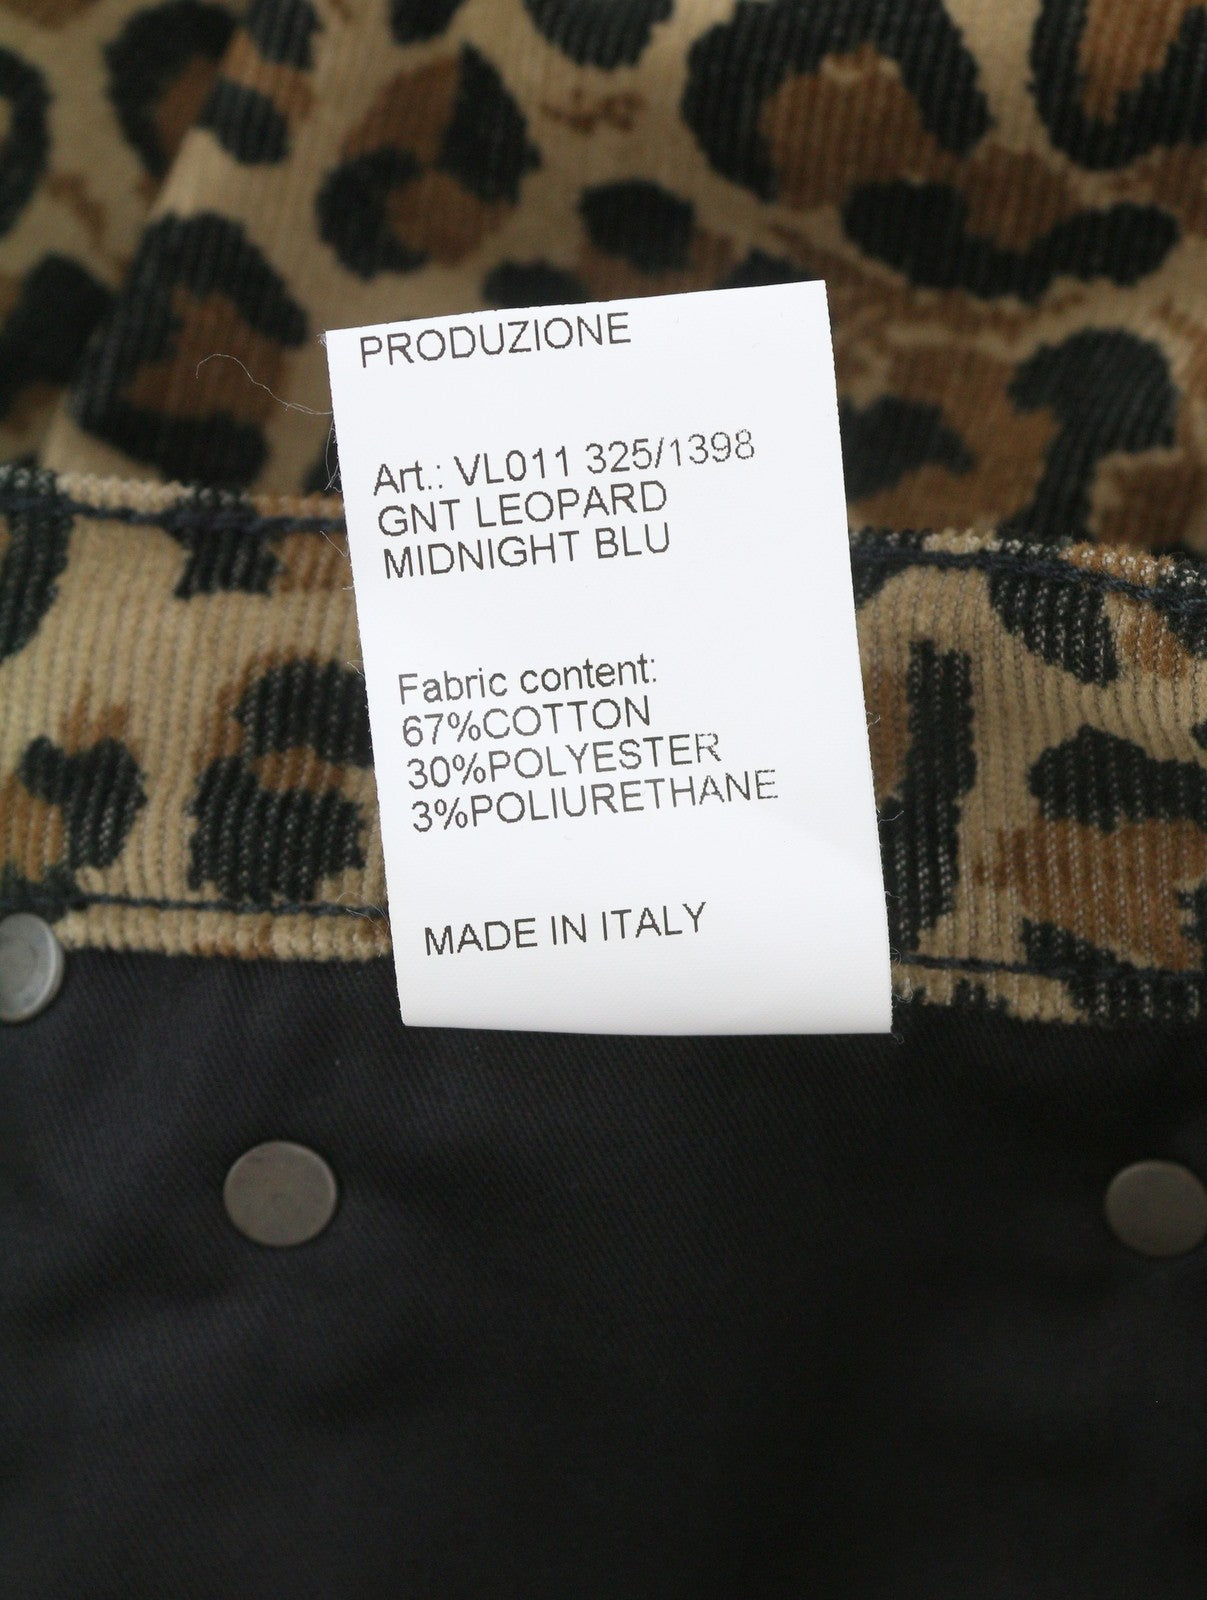 PRODUZIONE
Art.: VL011 325/1398
GNT LEOPARD
MIDNIGHT BLU
Fabric content:
67%COTTON
30%POLYESTER
3%POLIURETHANE
MADE IN ITALY